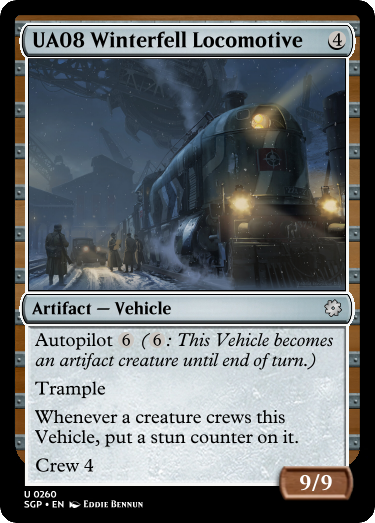 UA08 Winterfell Locomotive 4
Artifact — Vehicle
Autopilot 6 (6: This Vehicle becomes
an artifact creature until end of turn.)
Trample
Whenever a creature crews this
Vehicle, put a stun counter on it.
Crew 4
9/9
U 0260
SGP • EN Eddie Bennun